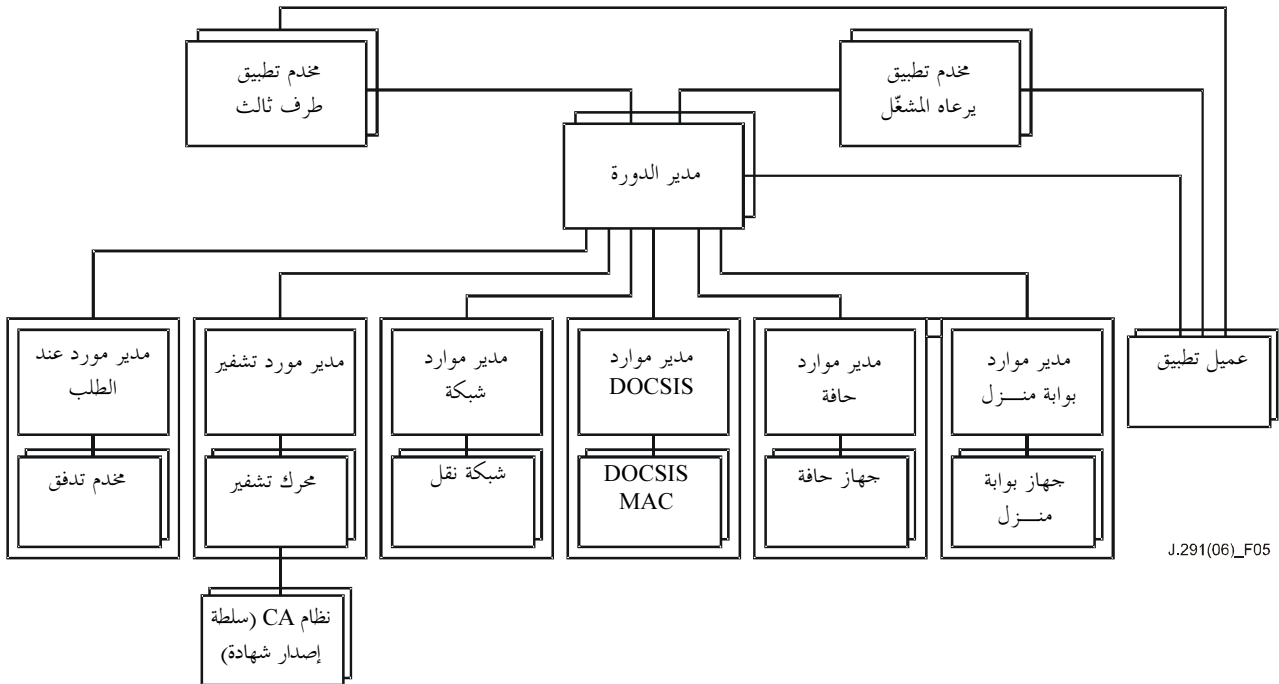 مخدم تطبيق
طرف ثالث
مخدم تطبيق
يرعاه المشغّل
مدير الدورة
مدير مورد عند
الطلب
مدير مورد تشفير
مدير موارد
شبكة
مدير موارد
DOCSIS
مدير موارد
حافة
مدير موارد
بوابة منـــزل
عميل تطبيق
مخدم تدفق
محرك تشفير
شبكة نقل
DOCSIS
MAC
جهاز حافة
جهاز بوابة
منـــزل
J.291(06)_F05
نظام CA (سلطة
إصدار شهادة)